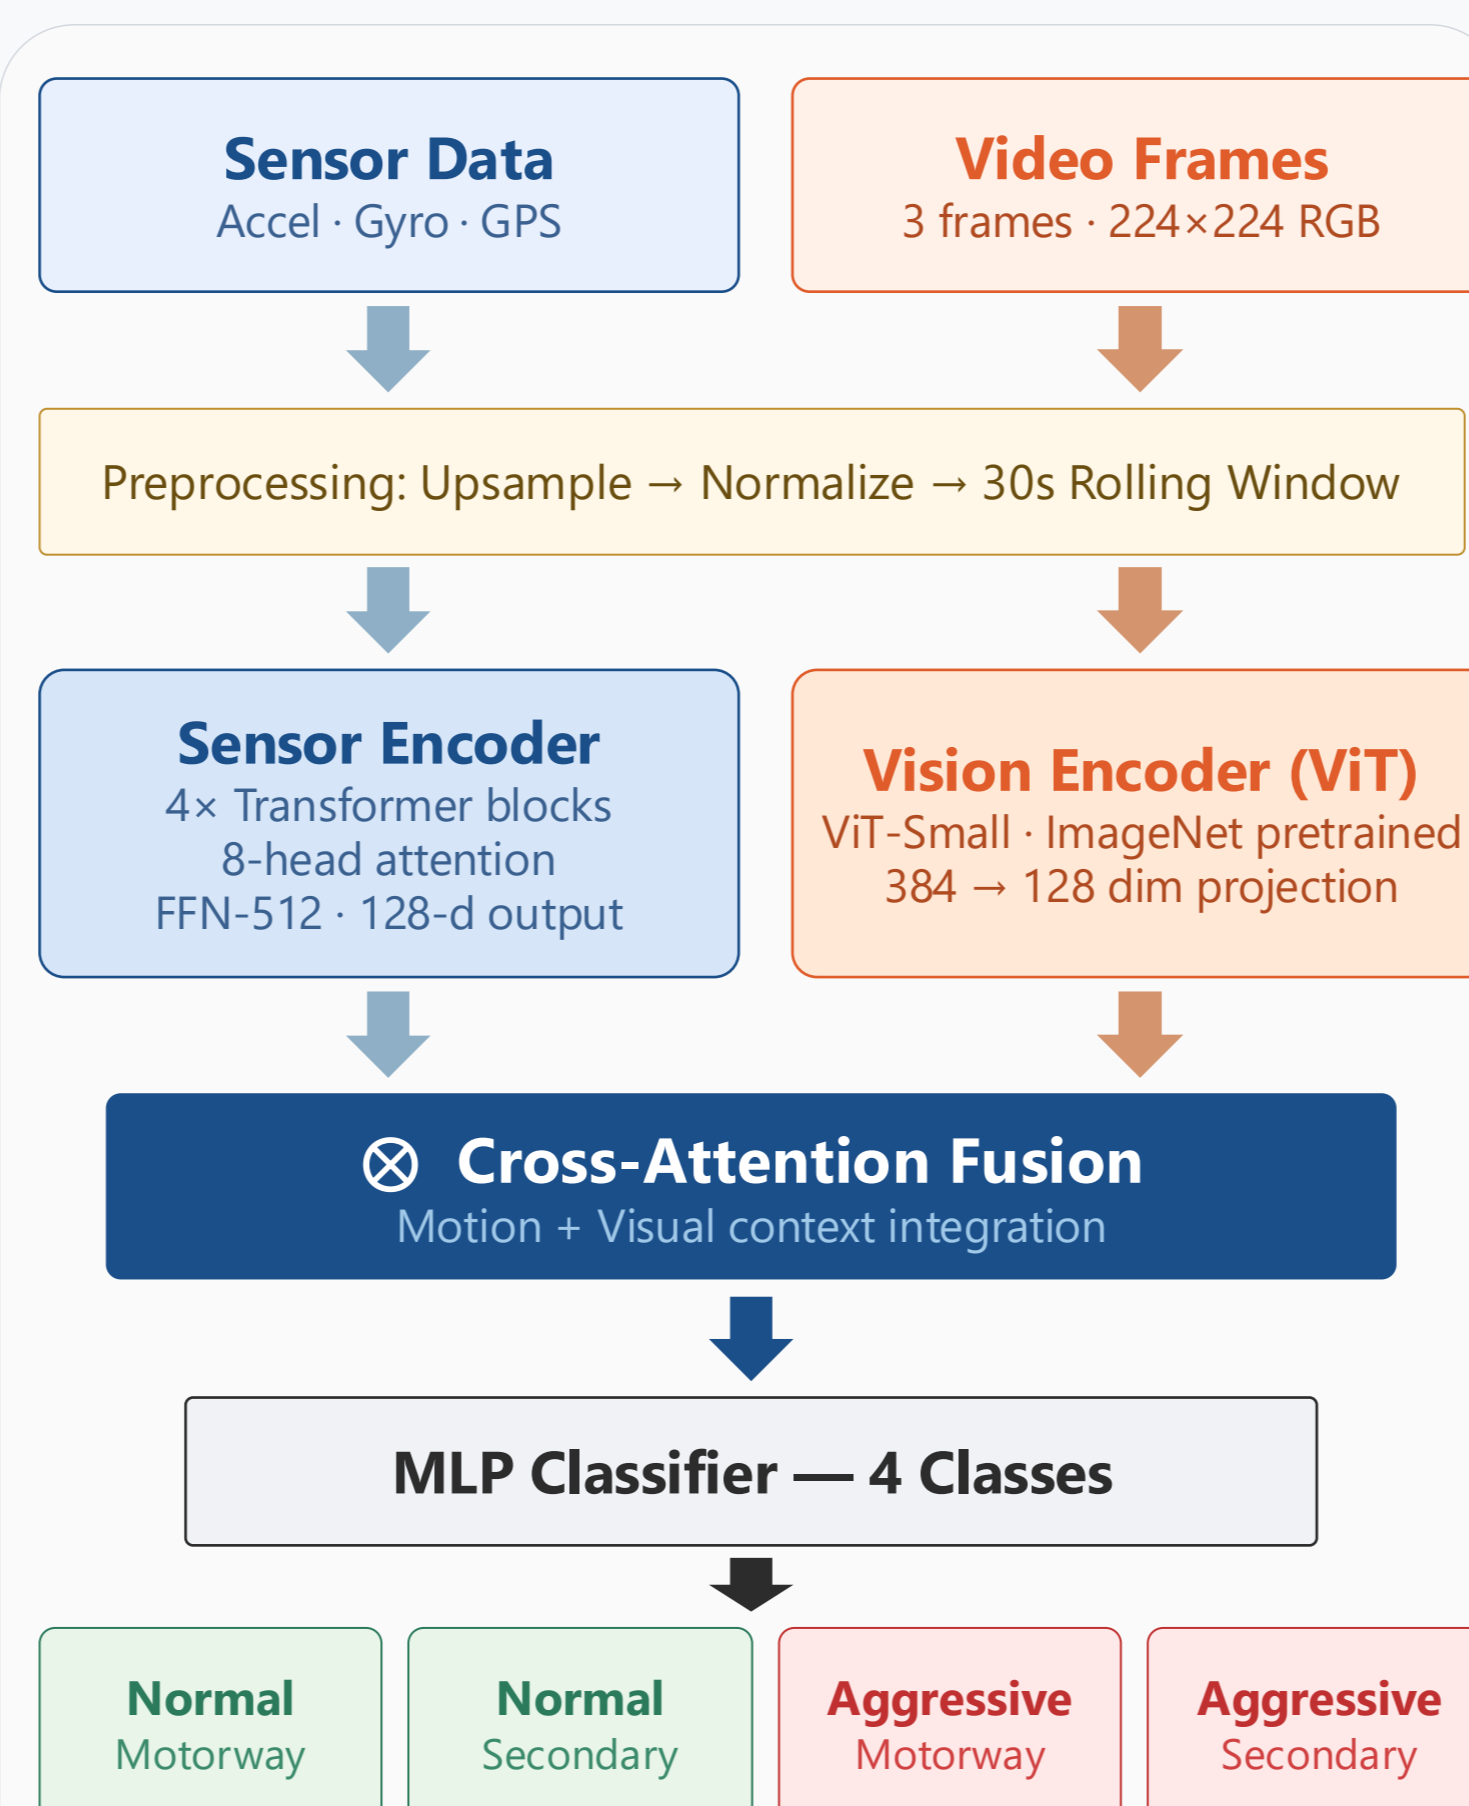 Sensor Data
Accel · Gyro · GPS
Video Frames
3 frames · 224×224 RGB
Preprocessing: Upsample → Normalize → 30s Rolling Window
Sensor Encoder
4× Transformer blocks
8-head attention
FFN-512 · 128-d output
Vision Encoder (ViT)
ViT-Small · ImageNet pretrained
384 → 128 dim projection
⊗ Cross-Attention Fusion
Motion + Visual context integration
MLP Classifier — 4 Classes
Normal
Motorway
Normal
Secondary
Aggressive
Motorway
Aggressive
Secondary